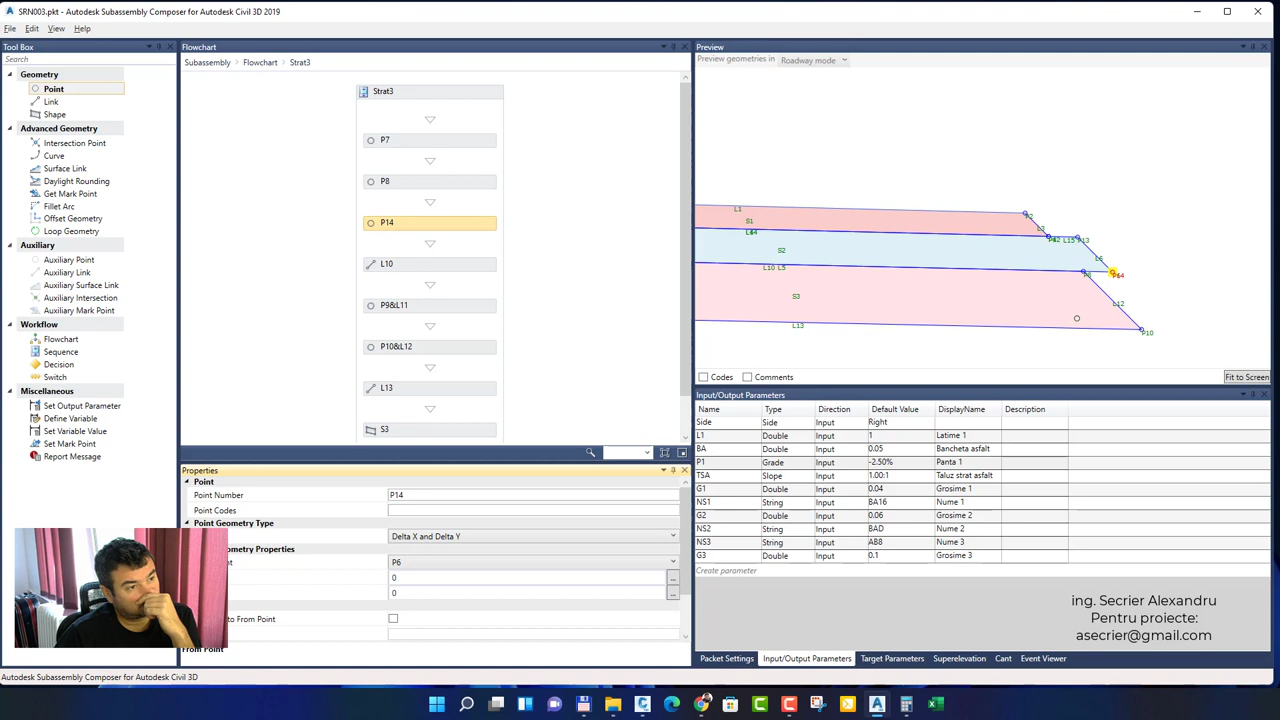 SRN003.pkt - Autodesk Subassembly Composer for Autodesk Civil 3D 2019
File Edit View Help
Tool Box
Search
Geometry
Point
Link
Shape
Advanced Geometry
Intersection Point
Curve
Surface Link
Daylight Rounding
Get Mark Point
Fillet Arc
Offset Geometry
Loop Geometry
Auxiliary
Auxiliary Point
Auxiliary Link
Auxiliary Surface Link
Auxiliary Intersection
Auxiliary Mark Point
Workflow
Flowchart
Sequence
Decision
Switch
Miscellaneous
Set Output Parameter
Define Variable
Set Variable Value
Set Mark Point
Report Message
Flowchart
Subassembly Flowchart Strat3
Strat3
P7
P8
P14
L10
P9&L11
P10&L12
L13
S3
Properties
Point
Point Number P14
Point Codes
Point Geometry Type
Delta X and Delta Y
eometry Properties
P6
0 ...
0 ...
to From Point
From Point
Preview
Preview geometries in Roadway mode
L1
S1
P2
L3
L15 P13
S2
L6
L10 L5
S3
L12
L13
P10
Codes Comments Fit to Screen
Input/Output Parameters
Name Type Direction Default Value DisplayName Description
Side Side Input Right
L1 Double Input 1 Latime 1
BA Double Input 0.05 Bancheta asfalt
P1 Grade Input -2.50% Panta 1
TSA Slope Input 1.00:1 Taluz strat asfalt
G1 Double Input 0.04 Grosime 1
NS1 String Input BA16 Nume 1
G2 Double Input 0.06 Grosime 2
NS2 String Input BAD Nume 2
NS3 String Input AB8 Nume 3
G3 Double Input 0.1 Grosime 3
Create parameter
ing. Secrier Alexandru
Pentru proiecte:
asecrier@gmail.com
Packet Settings Input/Output Parameters Target Parameters Superelevation Cant Event Viewer
Autodesk Subassembly Composer for Autodesk Civil 3D